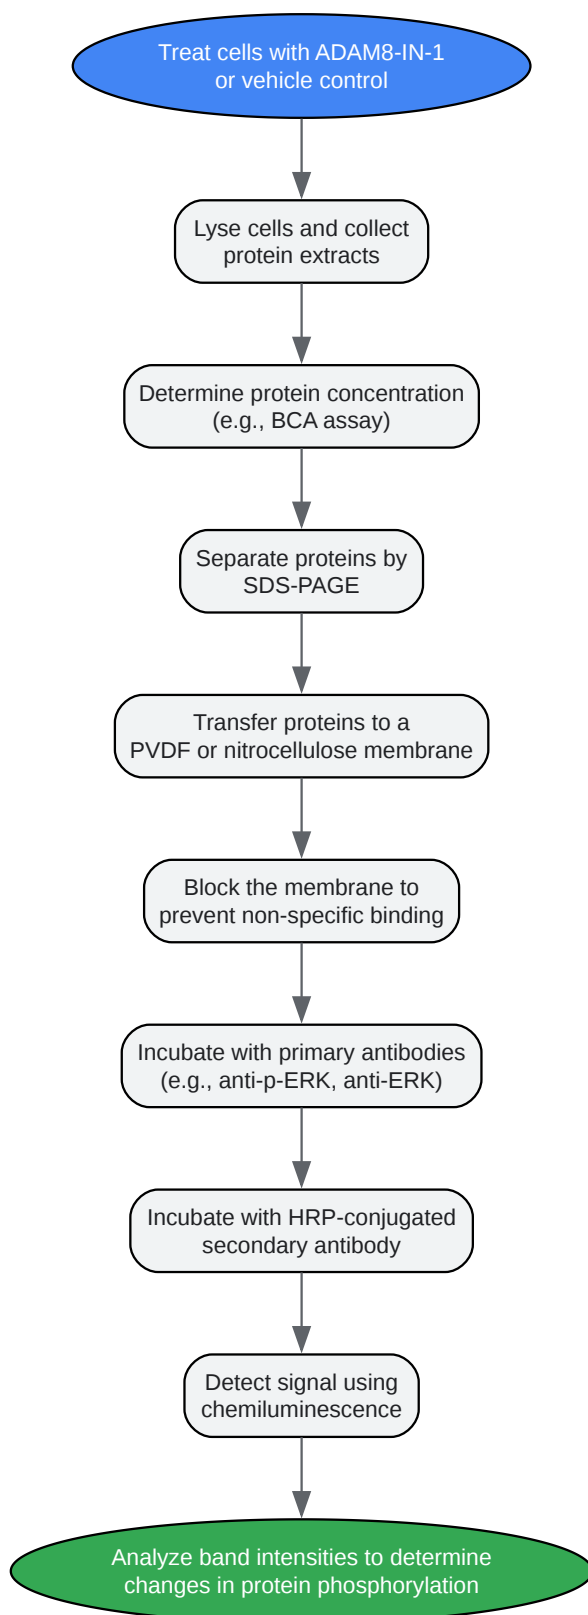 Treat cells with ADAM8-IN-1
or vehicle control
Lyse cells and collect
protein extracts
Determine protein concentration
(e.g., BCA assay)
Separate proteins by
SDS-PAGE
Transfer proteins to a
PVDF or nitrocellulose membrane
Block the membrane to
prevent non-specific binding
Incubate with primary antibodies
(e.g., anti-p-ERK, anti-ERK)
Incubate with HRP-conjugated
secondary antibody
Detect signal using
chemiluminescence
Analyze band intensities to determine
changes in protein phosphorylation